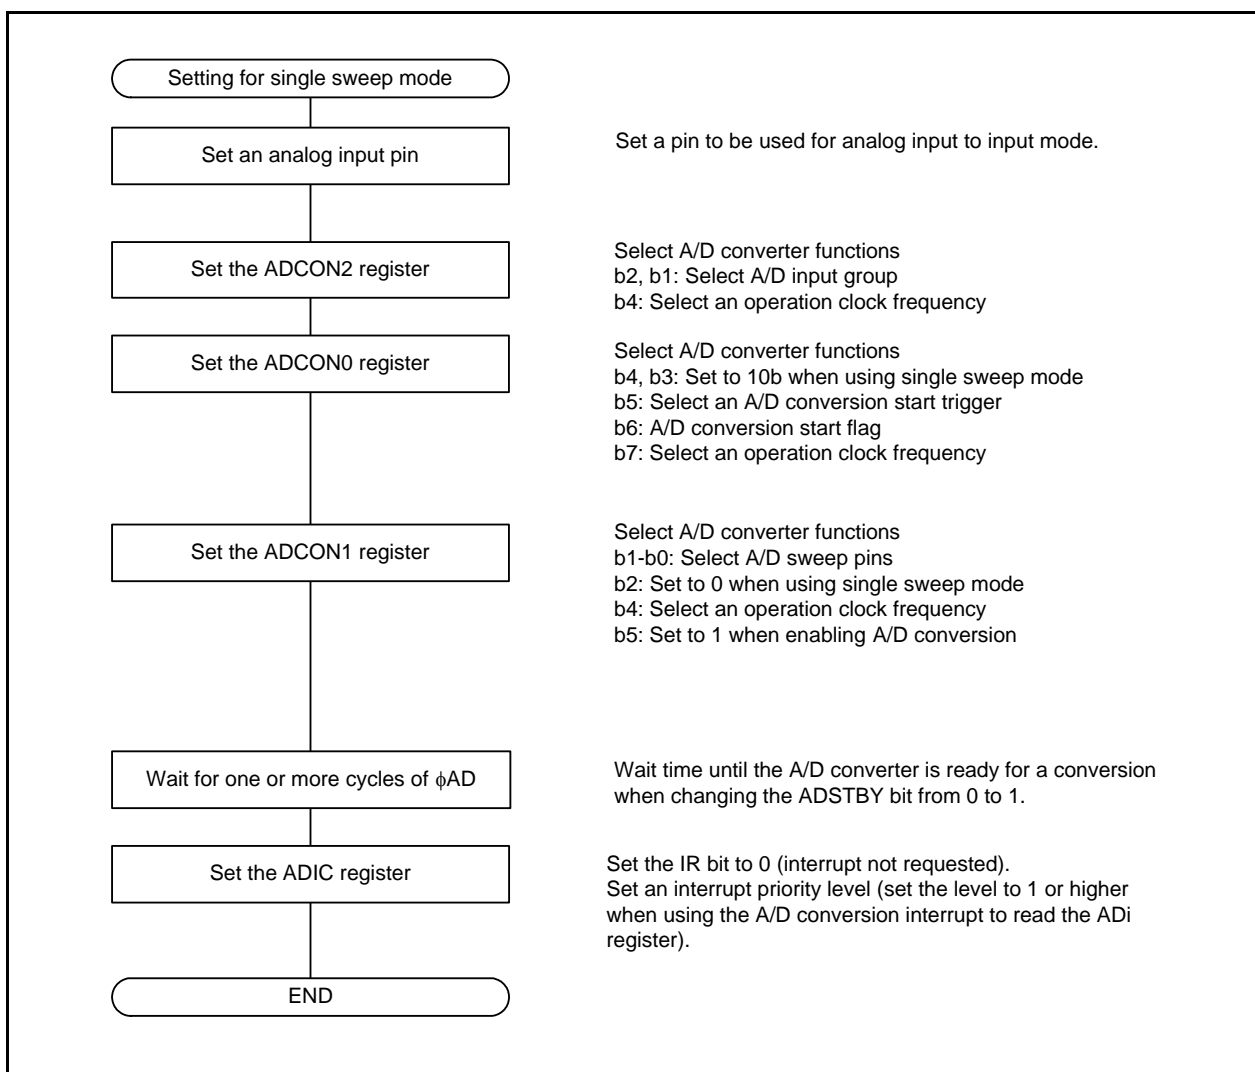 Setting for single sweep mode
Set an analog input pin
Set a pin to be used for analog input to input mode.
Set the ADCON2 register
Select A/D converter functions
b2, b1: Select A/D input group
b4: Select an operation clock frequency
Set the ADCON0 register
Select A/D converter functions
b4, b3: Set to 10b when using single sweep mode
b5: Select an A/D conversion start trigger
b6: A/D conversion start flag
b7: Select an operation clock frequency
Set the ADCON1 register
Select A/D converter functions
b1-b0: Select A/D sweep pins
b2: Set to 0 when using single sweep mode
b4: Select an operation clock frequency
b5: Set to 1 when enabling A/D conversion
Wait for one or more cycles of ϕAD
Wait time until the A/D converter is ready for a conversion
when changing the ADSTBY bit from 0 to 1.
Set the ADIC register
Set the IR bit to 0 (interrupt not requested).
Set an interrupt priority level (set the level to 1 or higher
when using the A/D conversion interrupt to read the ADi
register).
END